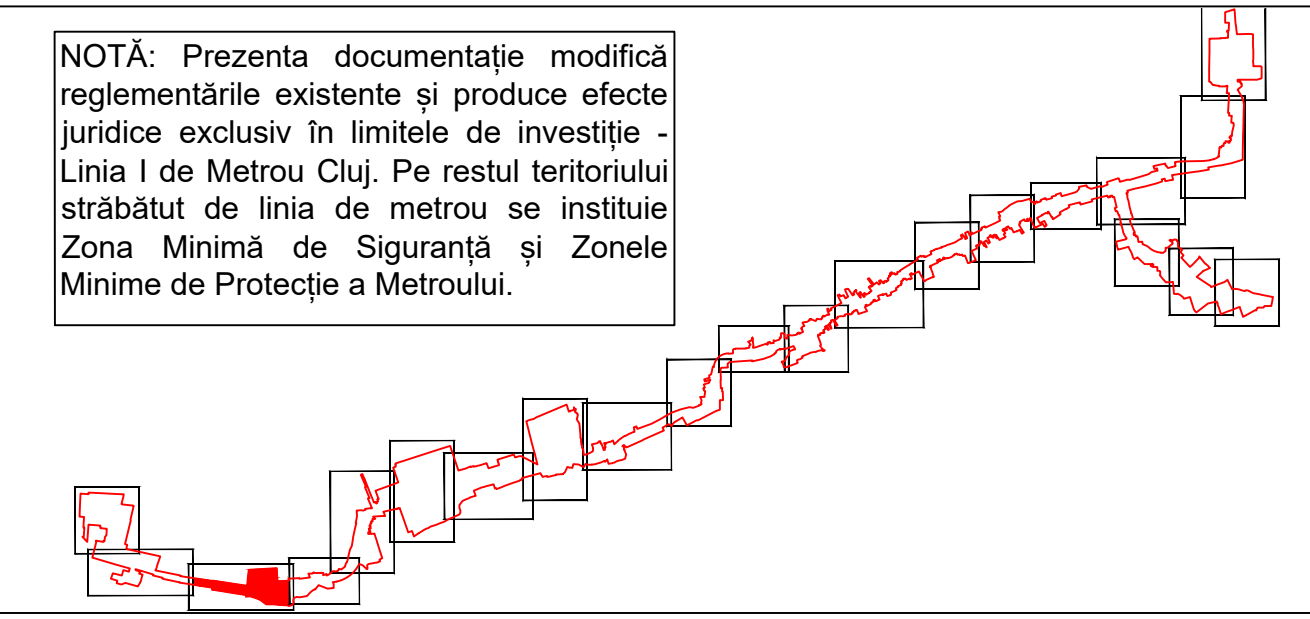 NOTĂ: Prezenta documentație modifică
reglementările existente și produce efecte
juridice exclusiv în limitele de investiție -
Linia I de Metrou Cluj. Pe restul teritoriului
străbătut de linia de metrou se instituie
Zona Minimă de Siguranță și Zonele
Minime de Protecție a Metroului.